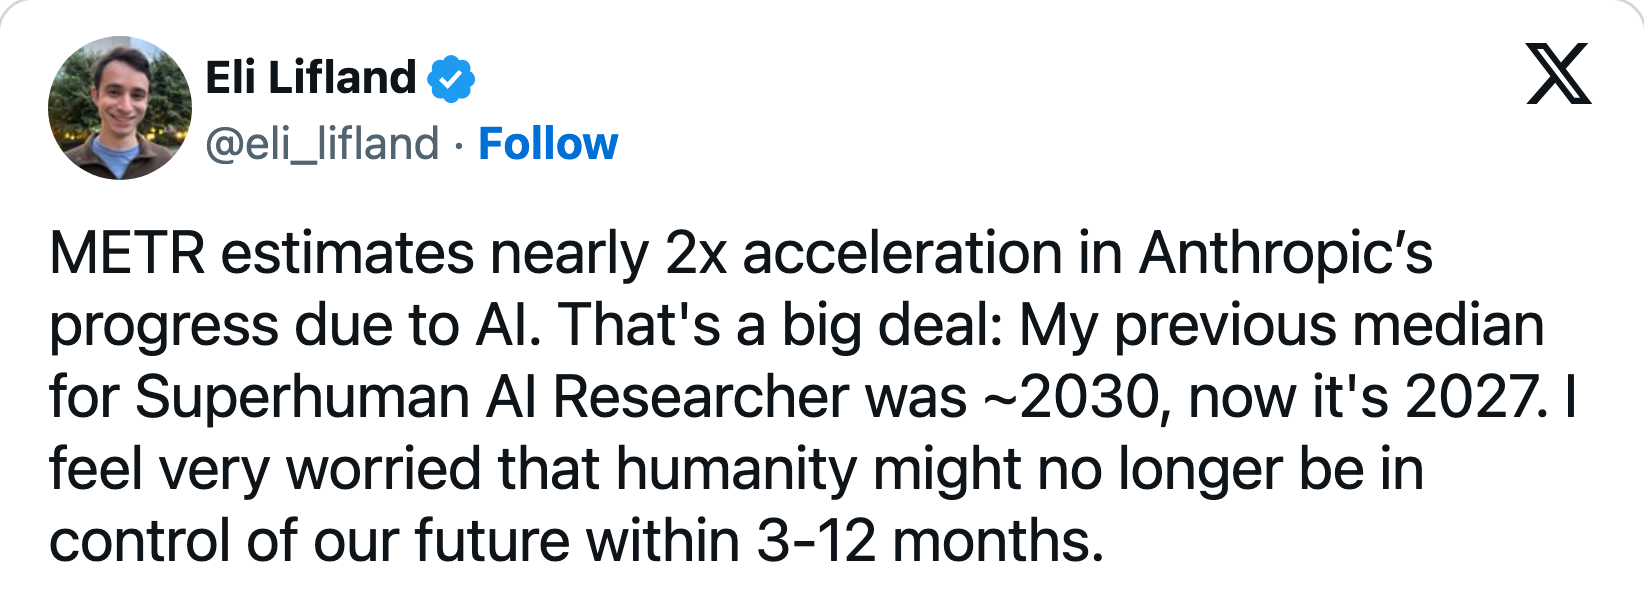 Eli Lifland
@eli_lifland · Follow
METR estimates nearly 2x acceleration in Anthropic’s
progress due to AI. That's a big deal: My previous median
for Superhuman AI Researcher was ~2030, now it's 2027. I
feel very worried that humanity might no longer be in
control of our future within 3-12 months.